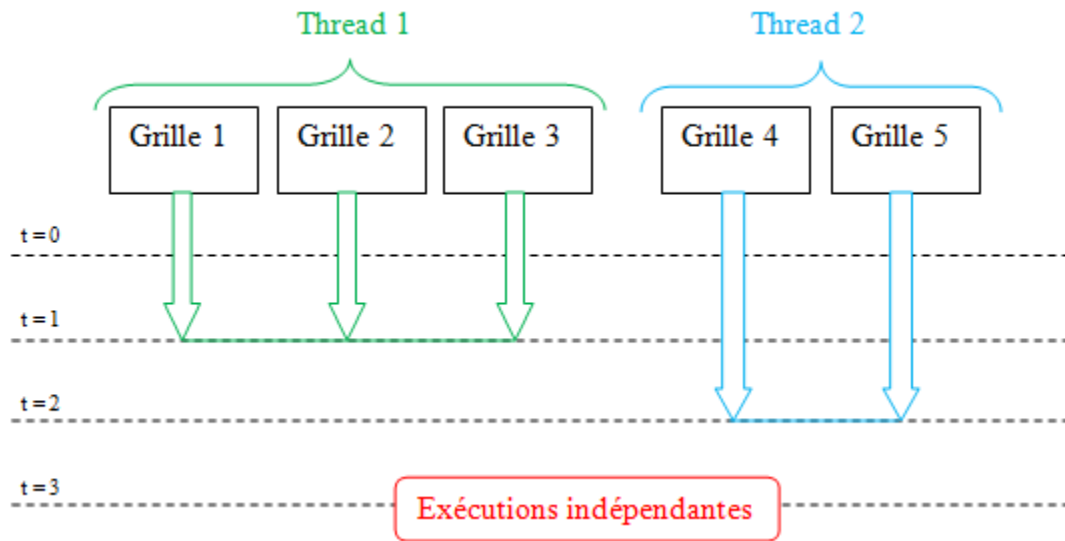 Thread 1
Thread 2
Grille 1
Grille 2
Grille 3
Grille 4
Grille 5
t=0
t=1
t=2
t=3
Exécutions indépendantes